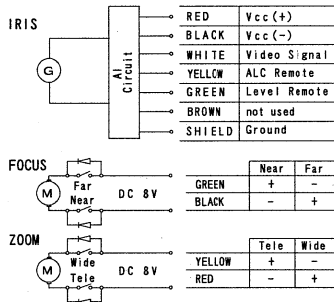 IRIS
G
AI Circuit
RED Vcc(+)
BLACK Vcc(-)
WHITE Video Signal
YELLOW ALC Remote
GREEN Level Remote
BROWN not used
SHIELD Ground
FOCUS
M
Far
Near
DC 8V
Near Far
GREEN + -
BLACK - +
ZOOM
M
Wide
Tele
DC 8V
Tele Wide
YELLOW + -
RED - +